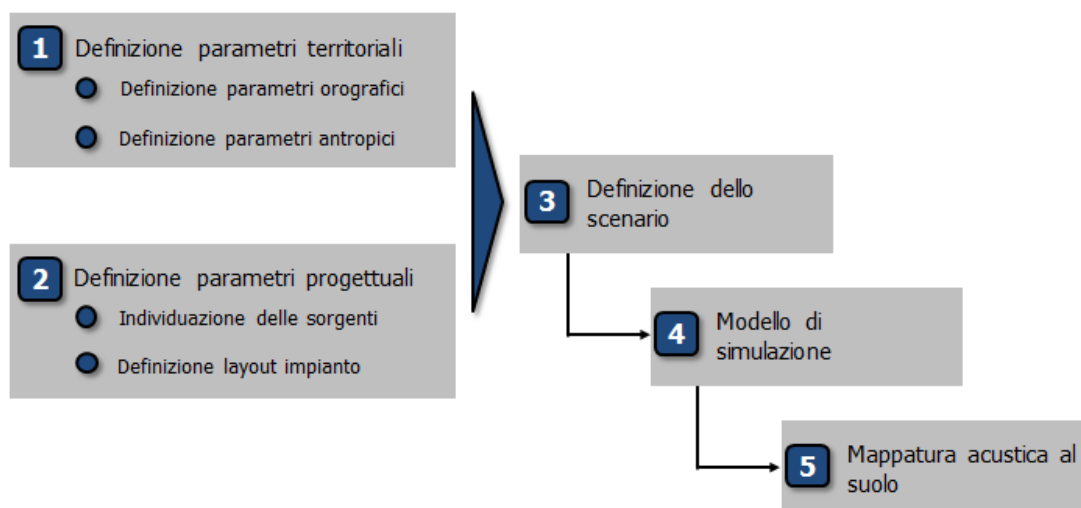 1 Definizione parametri territoriali
Definizione parametri orografici
Definizione parametri antropici
2 Definizione parametri progettuali
Individuazione delle sorgenti
Definizione layout impianto
3 Definizione dello
scenario
4 Modello di
simulazione
5 Mappatura acustica al
suolo